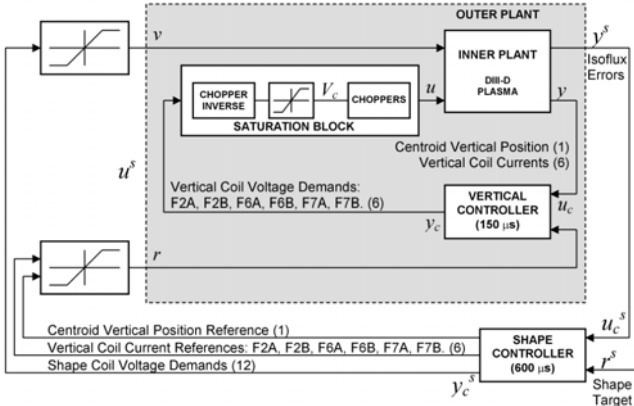 OUTER PLANT
v
y^s
INNER PLANT
Isoflux
Errors
DIII-D
PLASMA
CHOPPER
INVERSE
V_c
CHOPPERS
u
y
SATURATION BLOCK
Centroid Vertical Position (1)
Vertical Coil Currents (6)
u^s
Vertical Coil Voltage Demands:
F2A, F2B, F6A, F6B, F7A, F7B. (6)
y_c
VERTICAL
CONTROLLER
(150 μs)
u_c
r
Centroid Vertical Position Reference (1)
Vertical Coil Current References: F2A, F2B, F6A, F6B, F7A, F7B. (6)
Shape Coil Voltage Demands (12)
y_c^s
SHAPE
CONTROLLER
(600 μs)
u_c^s
r^s
Shape
Target